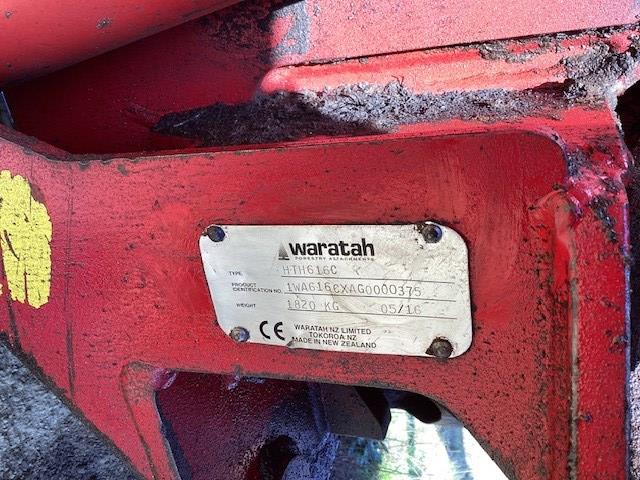 waratah
FORESTRY ATTACHMENTS
TYPE HTH616C
PRODUCT IDENTIFICATION NO. 1WA616CXAG0000375
WEIGHT 1820 KG 05/16
CE WARATAH NZ LIMITED
TOKOROA NZ
MADE IN NEW ZEALAND